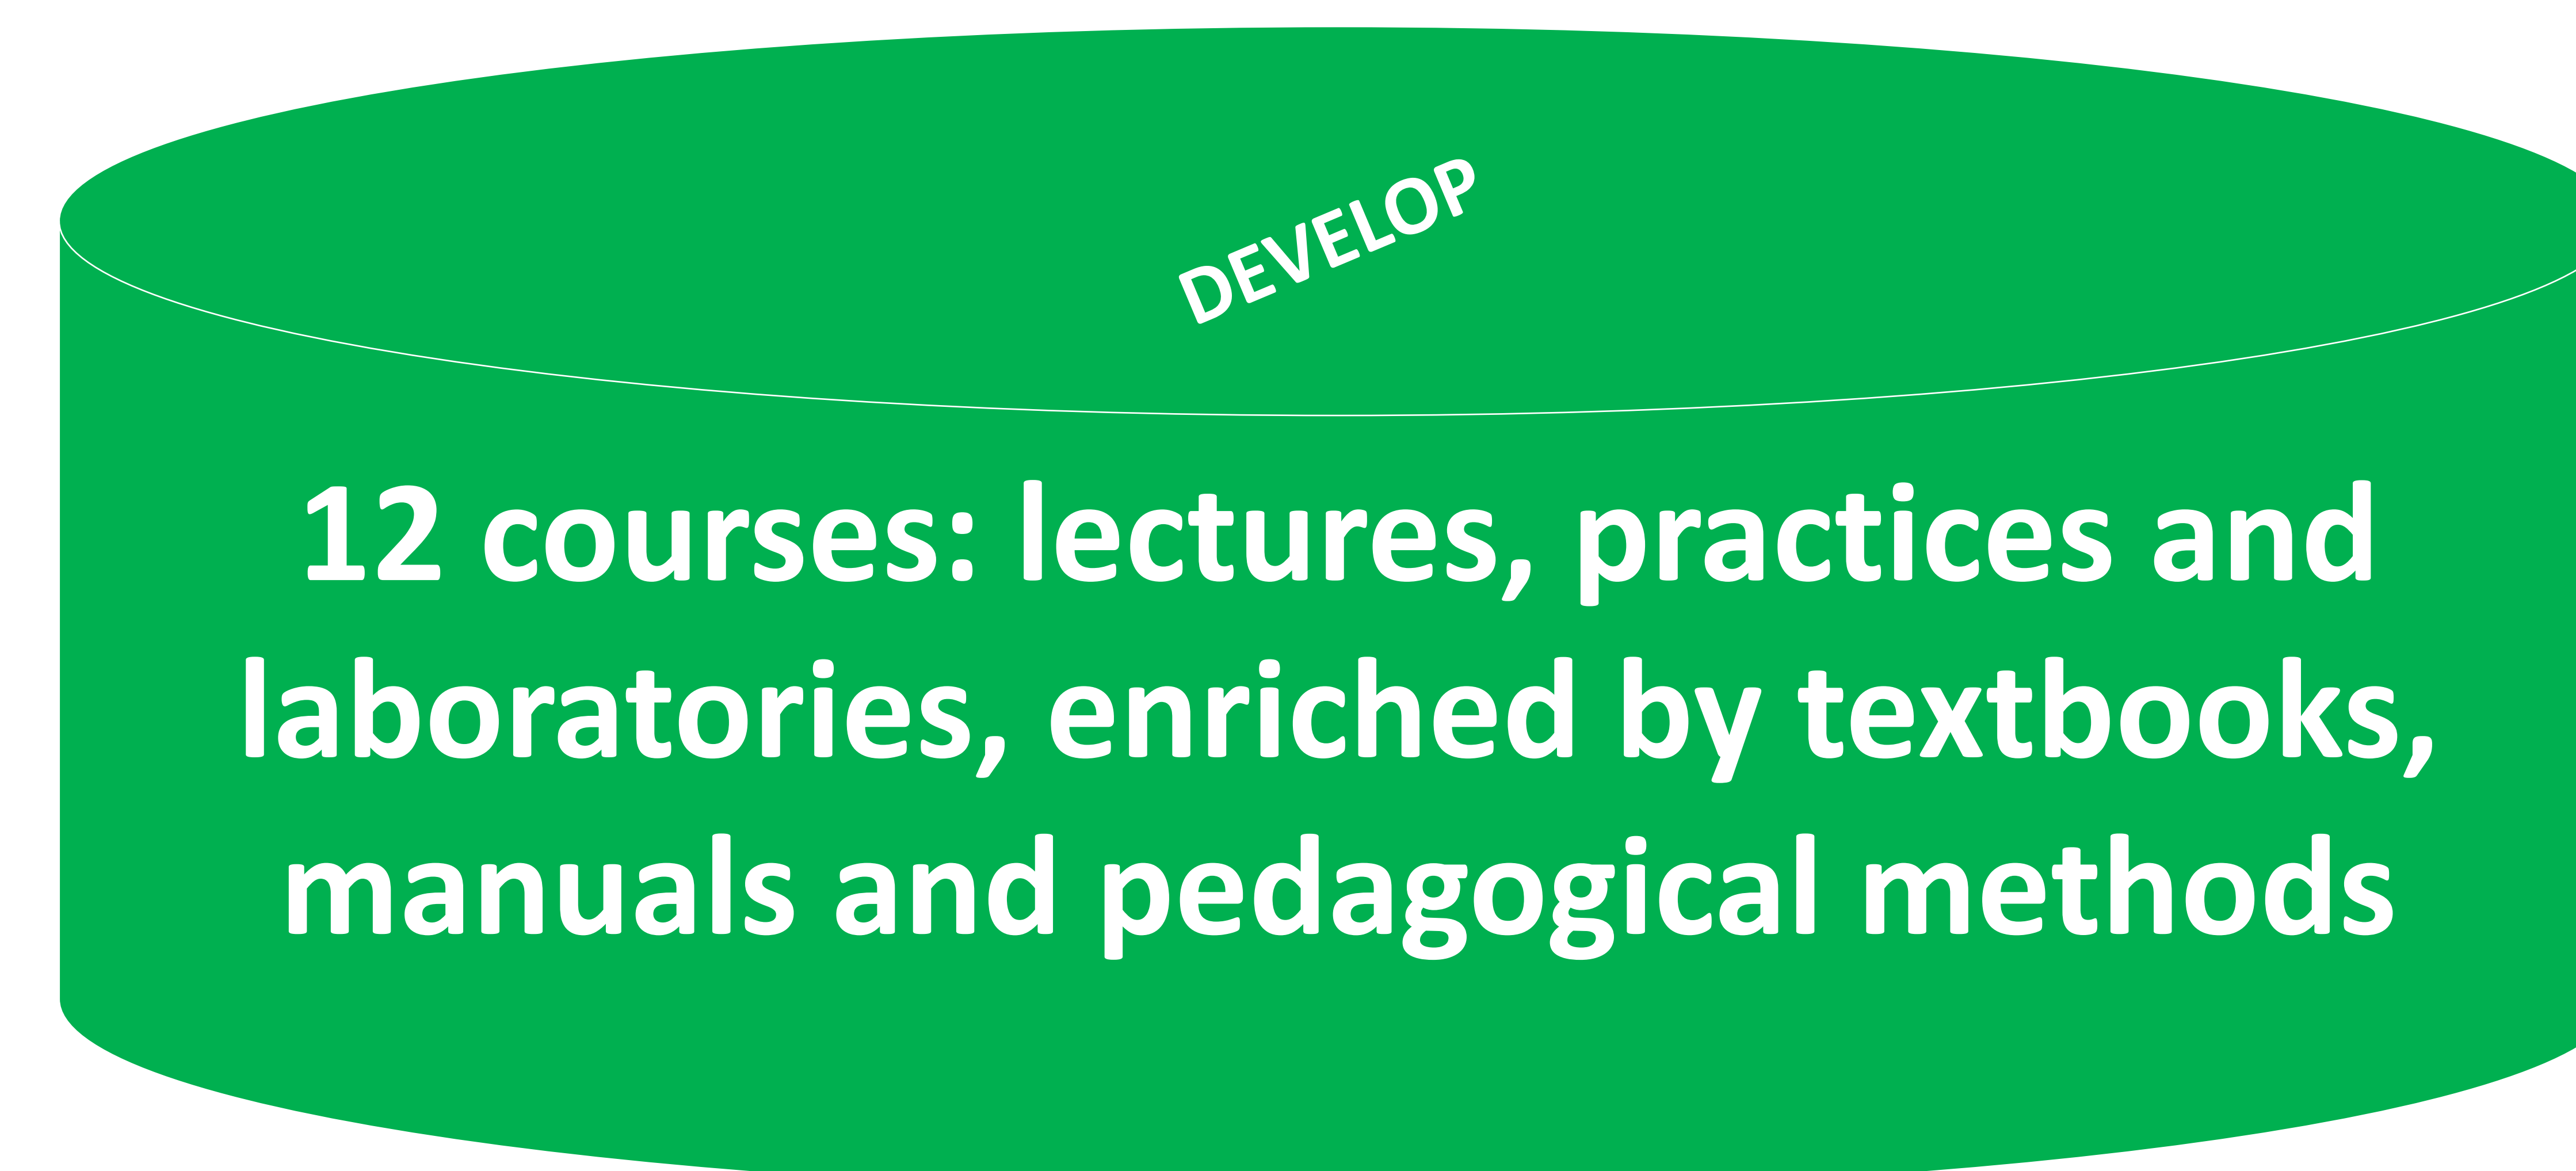 DEVELOP
12 courses: lectures, practices and
laboratories, enriched by textbooks,
manuals and pedagogical methods